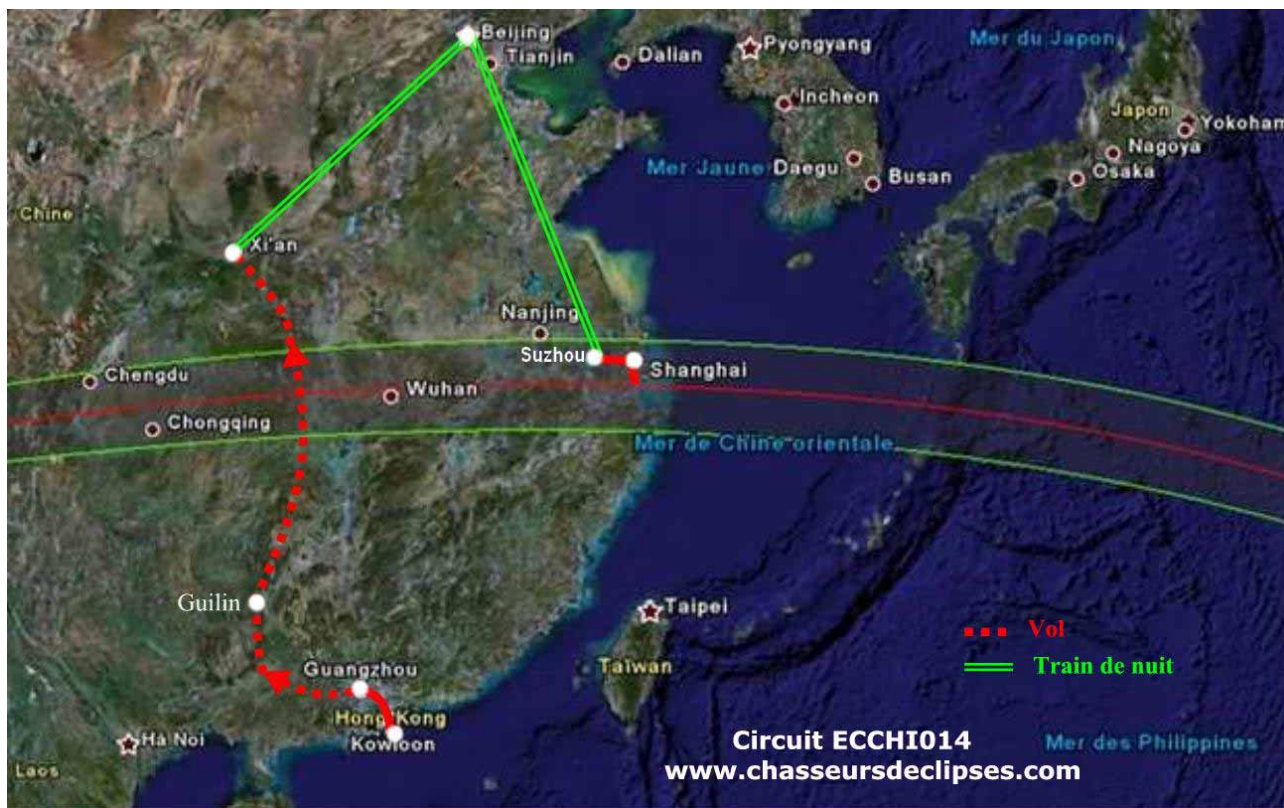 Beijing
Tianjin
Dalian
Pyongyang
Mer du Japon
Incheon
Japon
Yokoham
Nagoya
Osaka
Mer Jaune
Daegu
Busan
Chine
Xi'an
Nanjing
Suzhou
Shanghai
Chengdu
Wuhan
Chongqing
Mer de Chine orientale
Guilin
Taipei
Vol
Guangzhou
Taïwan
Train de nuit
Hong Kong
Kowloon
Hà Noi
Circuit ECCHI014
Mer des Philippines
Laos
www.chasseursdeclipses.com